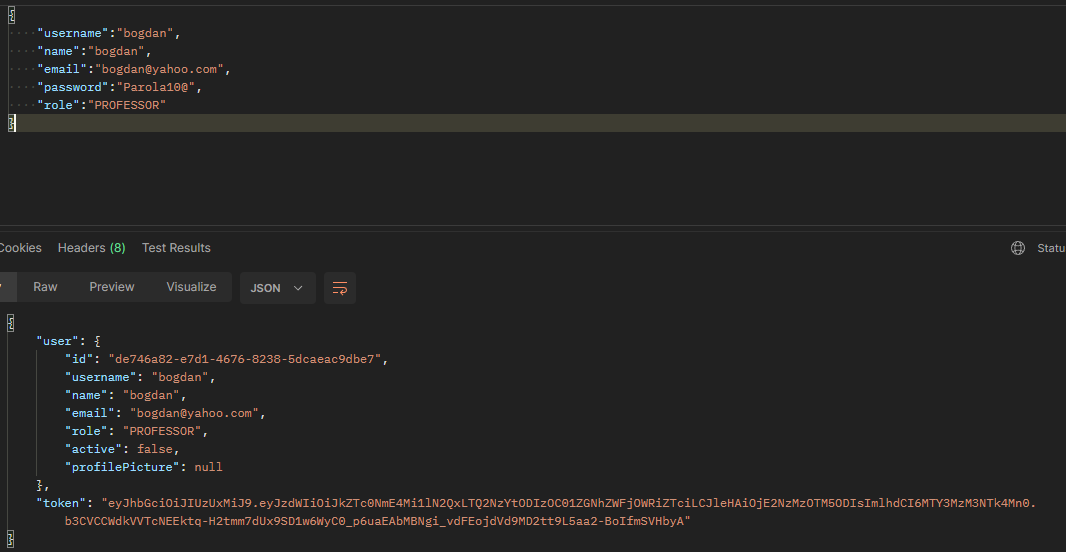 {
"username":"bogdan",
"name":"bogdan",
"email":"bogdan@yahoo.com",
"password":"Parola10@",
"role":"PROFESSOR"
}
Cookies Headers (8) Test Results Statu
Raw Preview Visualize JSON
{
"user": {
"id": "de746a82-e7d1-4676-8238-5dcaeac9dbe7",
"username": "bogdan",
"name": "bogdan",
"email": "bogdan@yahoo.com",
"role": "PROFESSOR",
"active": false,
"profilePicture": null
},
"token": "eyJhbGciOiJIUzUxMiJ9.eyJzdWIiOiJkZTc0NmE4Mi1lN2QxLTQ2NzYtODIzOC01ZGNhZWFjOWRiZTciLCJleHAiOjE2NzMzOTM5ODIsImlhdCI6MTY3MzM3NTk4Mn0.
b3CVCCWdkVVTcNEEktq-H2tmm7dUx9SD1w6WyC0_p6uaEAbMBNgi_vdFEojdVd9MD2tt9L5aa2-BoIfmSVHbyA"
}